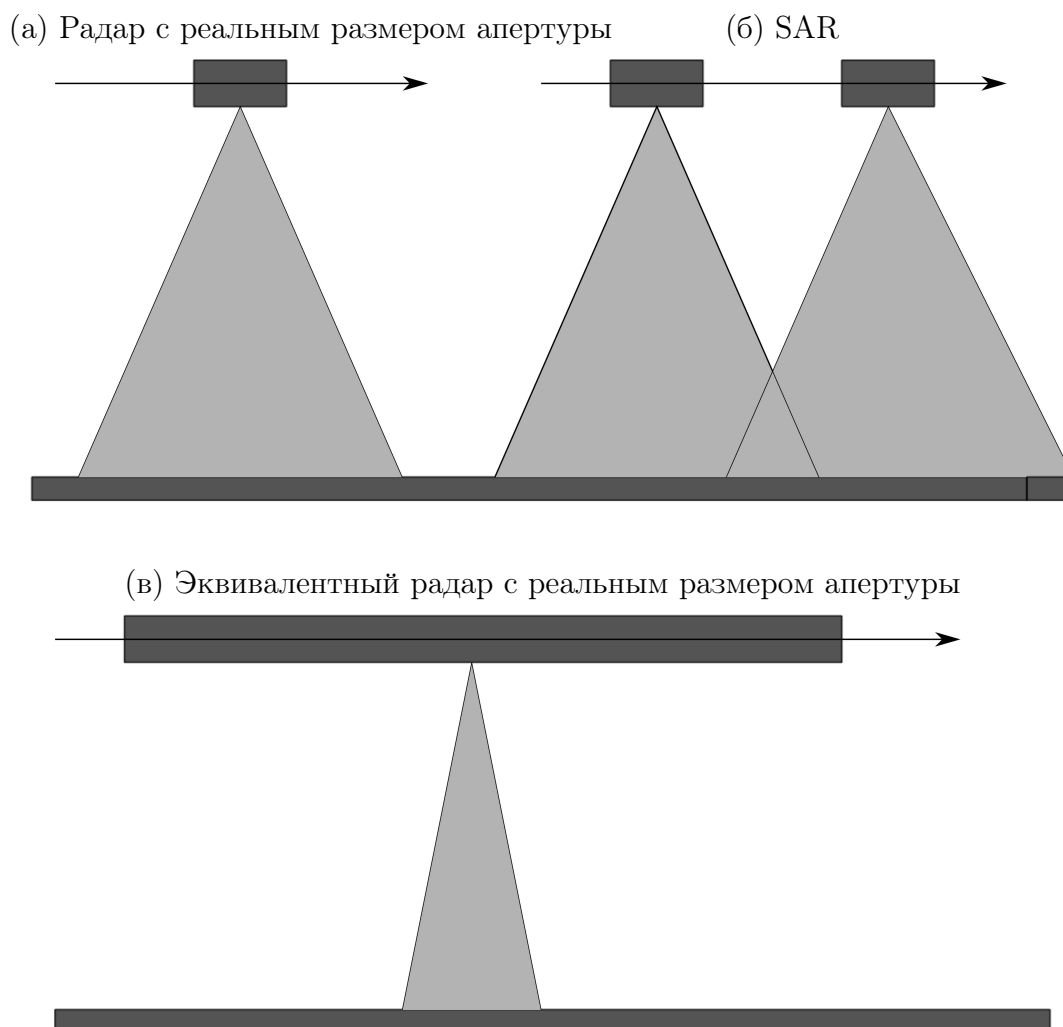 (а) Радар с реальным размером апертуры
(б) SAR
(в) Эквивалентный радар с реальным размером апертуры